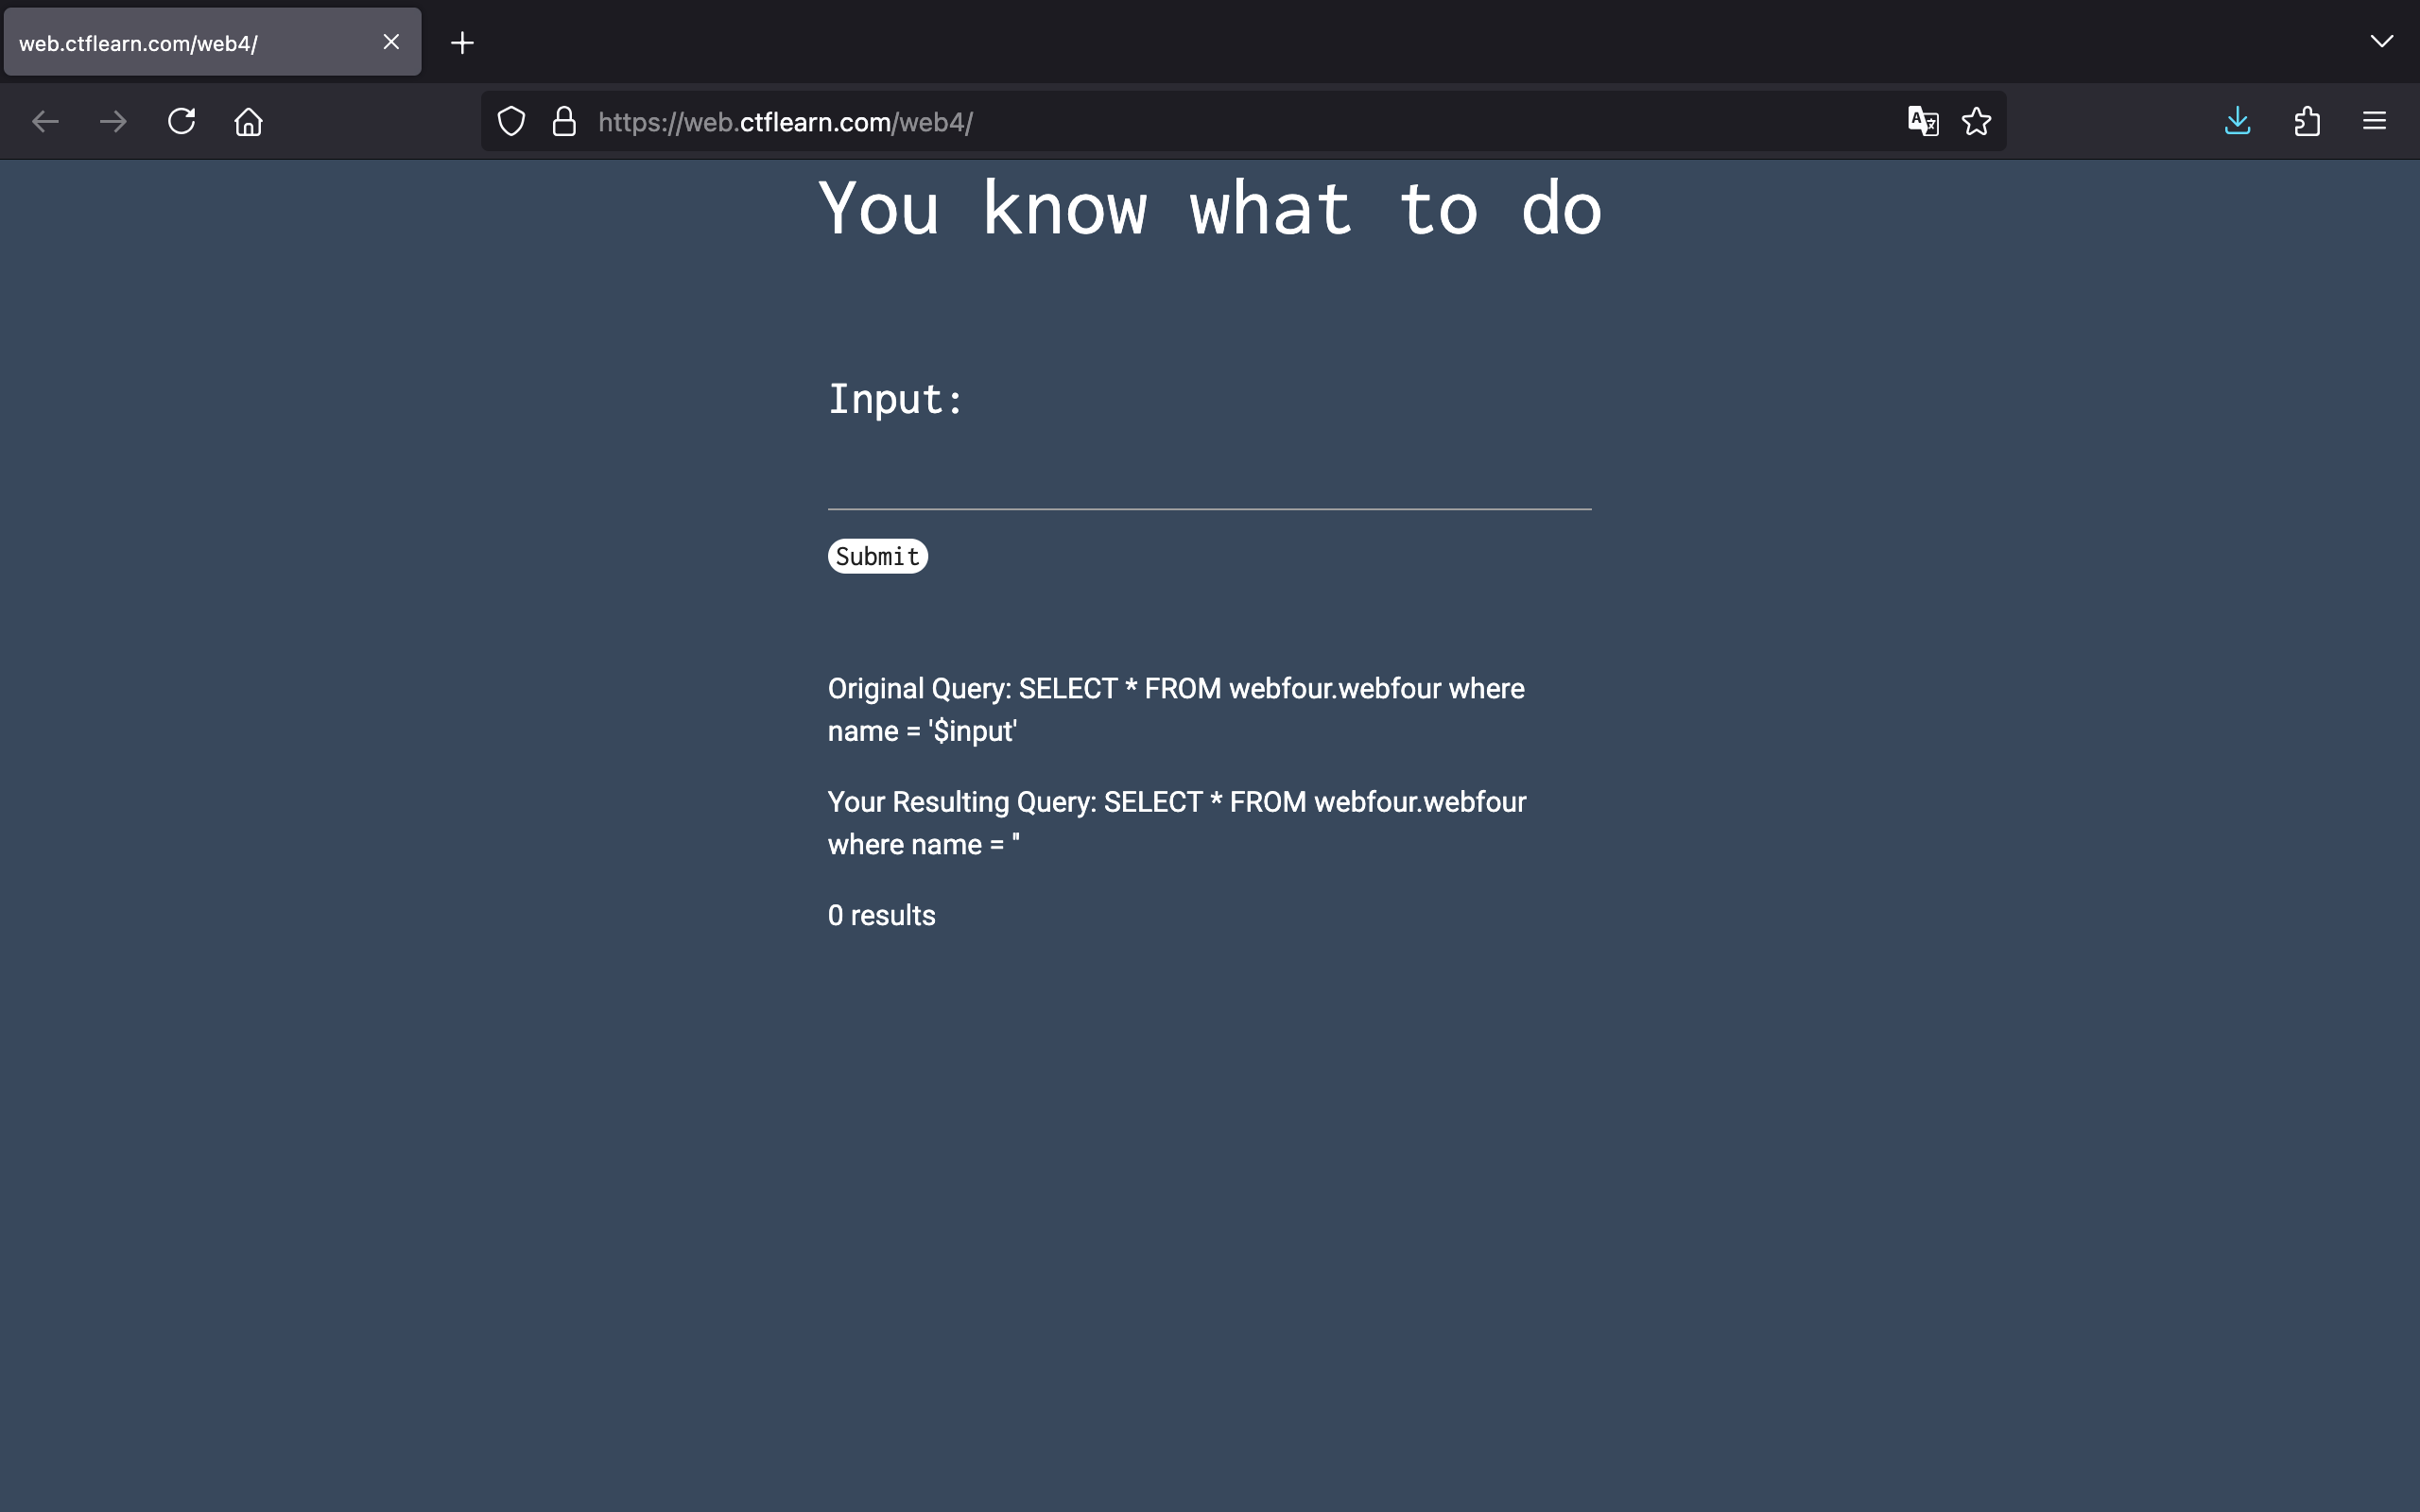 web.ctflearn.com/web4/
https://web.ctflearn.com/web4/
You know what to do
Input:
Submit
Original Query: SELECT * FROM webfour.webfour where
name = '$input'
Your Resulting Query: SELECT * FROM webfour.webfour
where name = ''
0 results